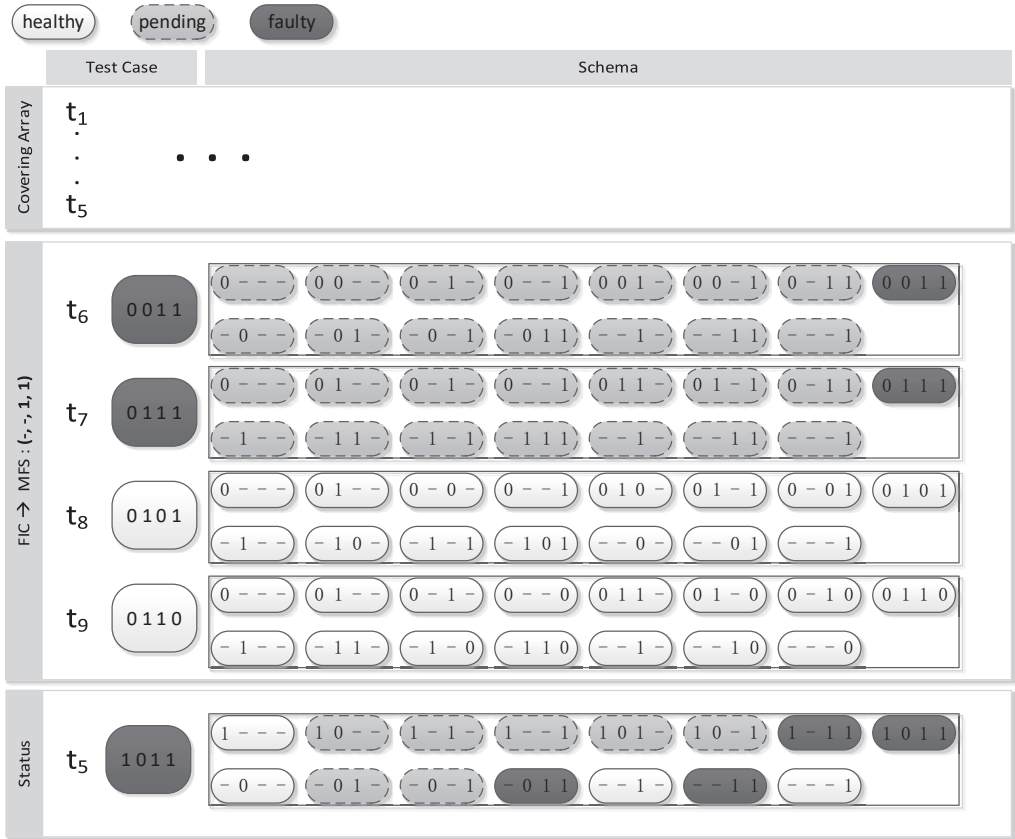 healthy pending faulty
Test Case Schema
Covering Array
t1
. . .
t5
FIC → MFS : (-, -, 1, 1)
t6 0011
0 - - - 0 0 - - 0 - 1 - 0 - - 1 0 0 1 0 0 - 1 0 - 1 1 0 0 1 1
- 0 - - - 0 1 - - 0 - 1 - 0 1 1 - - 1 - - - 1 1 - - - 1
t7 0111
0 - - - 0 1 - - 0 - 1 - 0 - - 1 0 1 1 - 0 1 - 1 0 - 1 1 0 1 1 1
- 1 - - - 1 1 - - 1 - 1 - 1 1 1 - - 1 - - - 1 1 - - - 1
t8 0101
0 - - - 0 1 - - 0 - 0 - 0 - - 1 0 1 0 - 0 1 - 1 0 - 0 1 0 1 0 1
- 1 - - - 1 0 - - 1 - 1 - 1 0 1 - - 0 - - - 0 1 - - - 1
t9 0110
0 - - - 0 1 - - 0 - 1 - 0 - - 0 0 1 1 - 0 1 - 0 0 - 1 0 0 1 1 0
- 1 - - - 1 1 - - 1 - 0 - 1 1 0 - - 1 - - - 1 0 - - - 0
Status
t5 1011
1 - - - 1 0 - - 1 - 1 - 1 - - 1 1 0 1 1 0 - 1 1 - 1 1 1 0 1 1
- 0 - - - 0 1 - - 0 - 1 - 0 1 1 - - 1 - - - 1 1 - - - 1